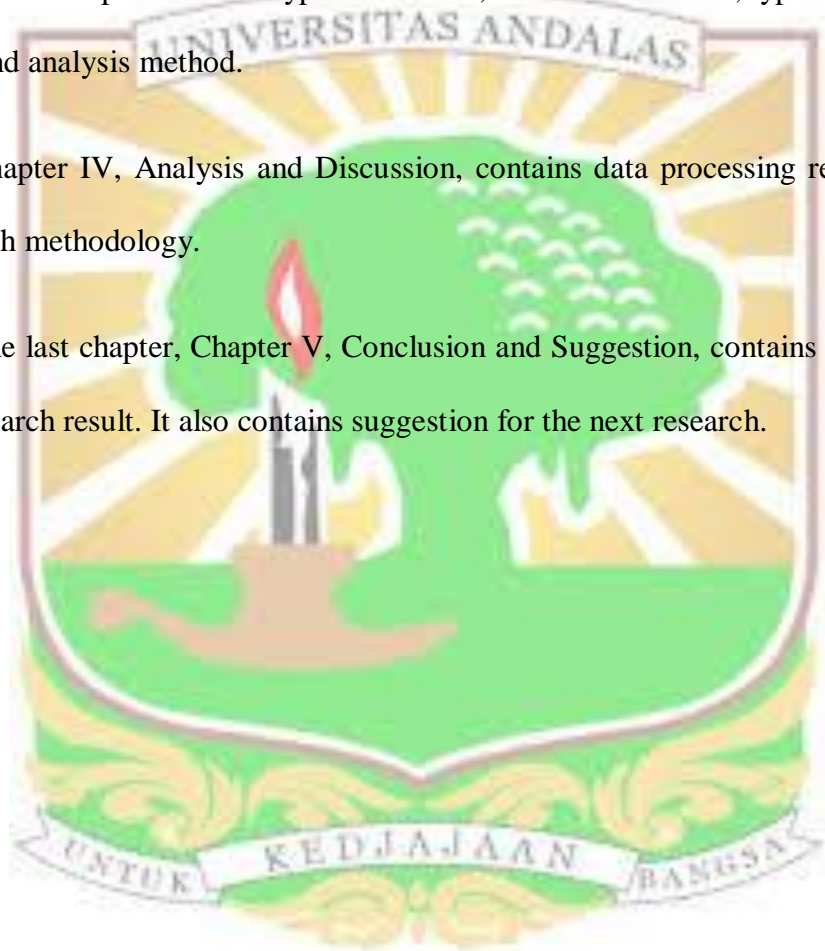 UNIVERSITAS ANDALAS
nd analysis method.
hapter IV, Analysis and Discussion, contains data processing re
h methodology.
e last chapter, Chapter V, Conclusion and Suggestion, contains
arch result. It also contains suggestion for the next research.
UNTUK KEDJAJAAN BANGSA